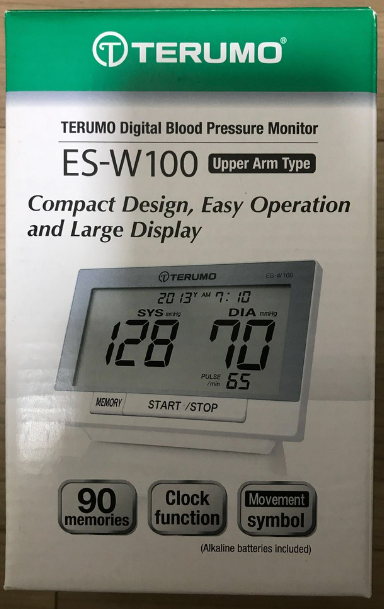 TERUMO®
TERUMO Digital Blood Pressure Monitor
ES-W100 Upper Arm Type
Compact Design, Easy Operation
and Large Display
TERUMO ES-W100
2013Y AM 7:10
SYS mmHg DIA mmHg
128 70
PULSE
/min 65
MEMORY START/STOP
90
memories
Clock
function
Movement
symbol
(Alkaline batteries included)